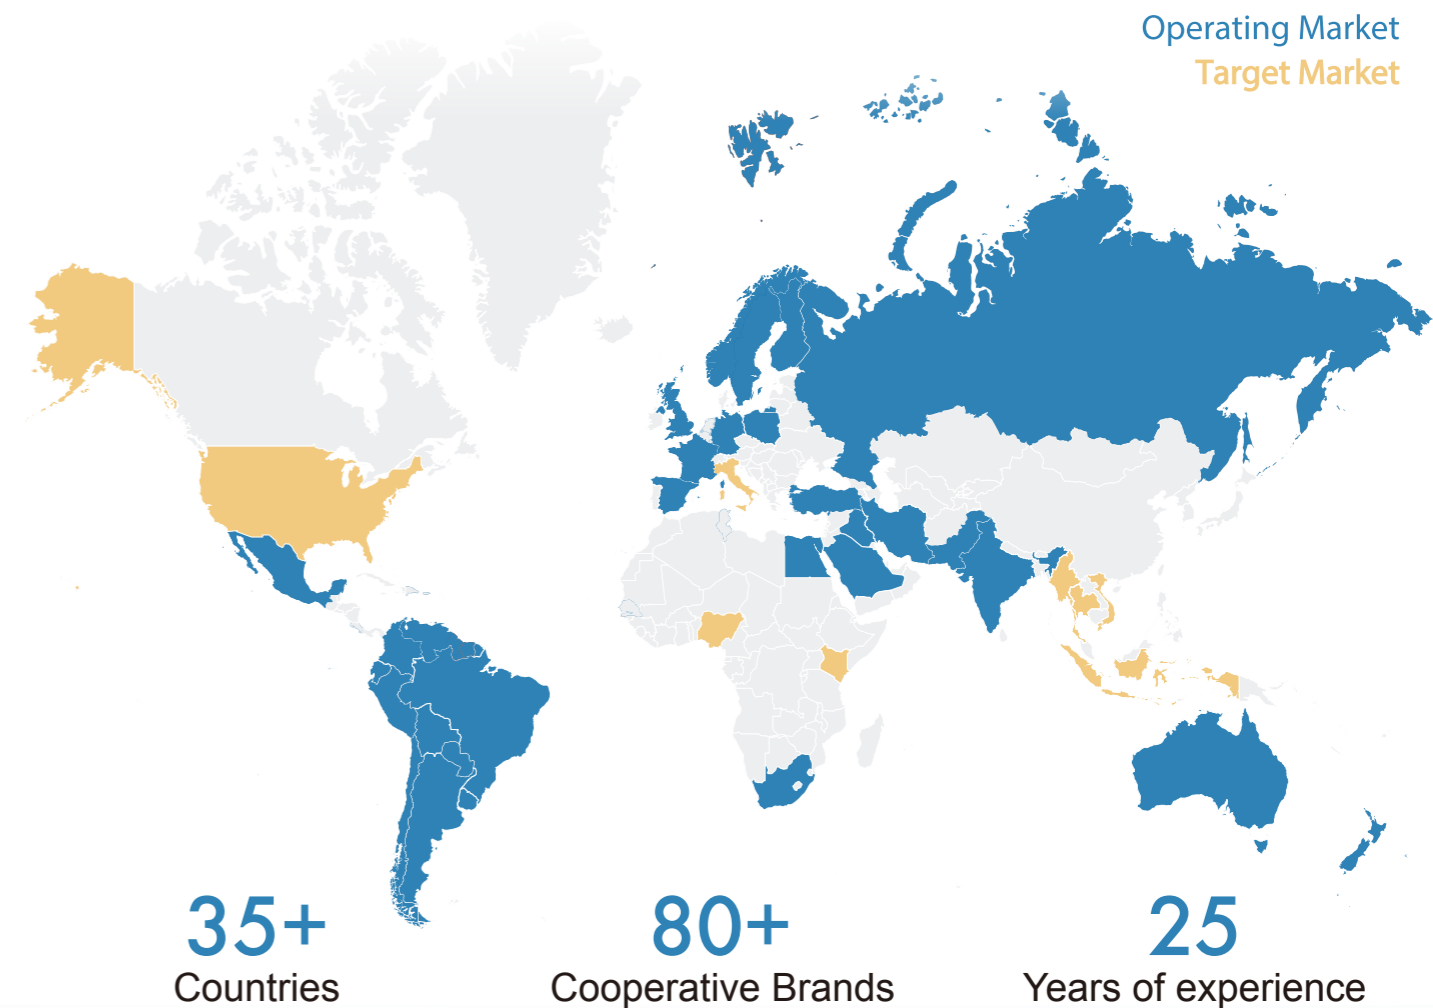 Operating Market
Target Market
35+
Countries
80+
Cooperative Brands
25
Years of experience